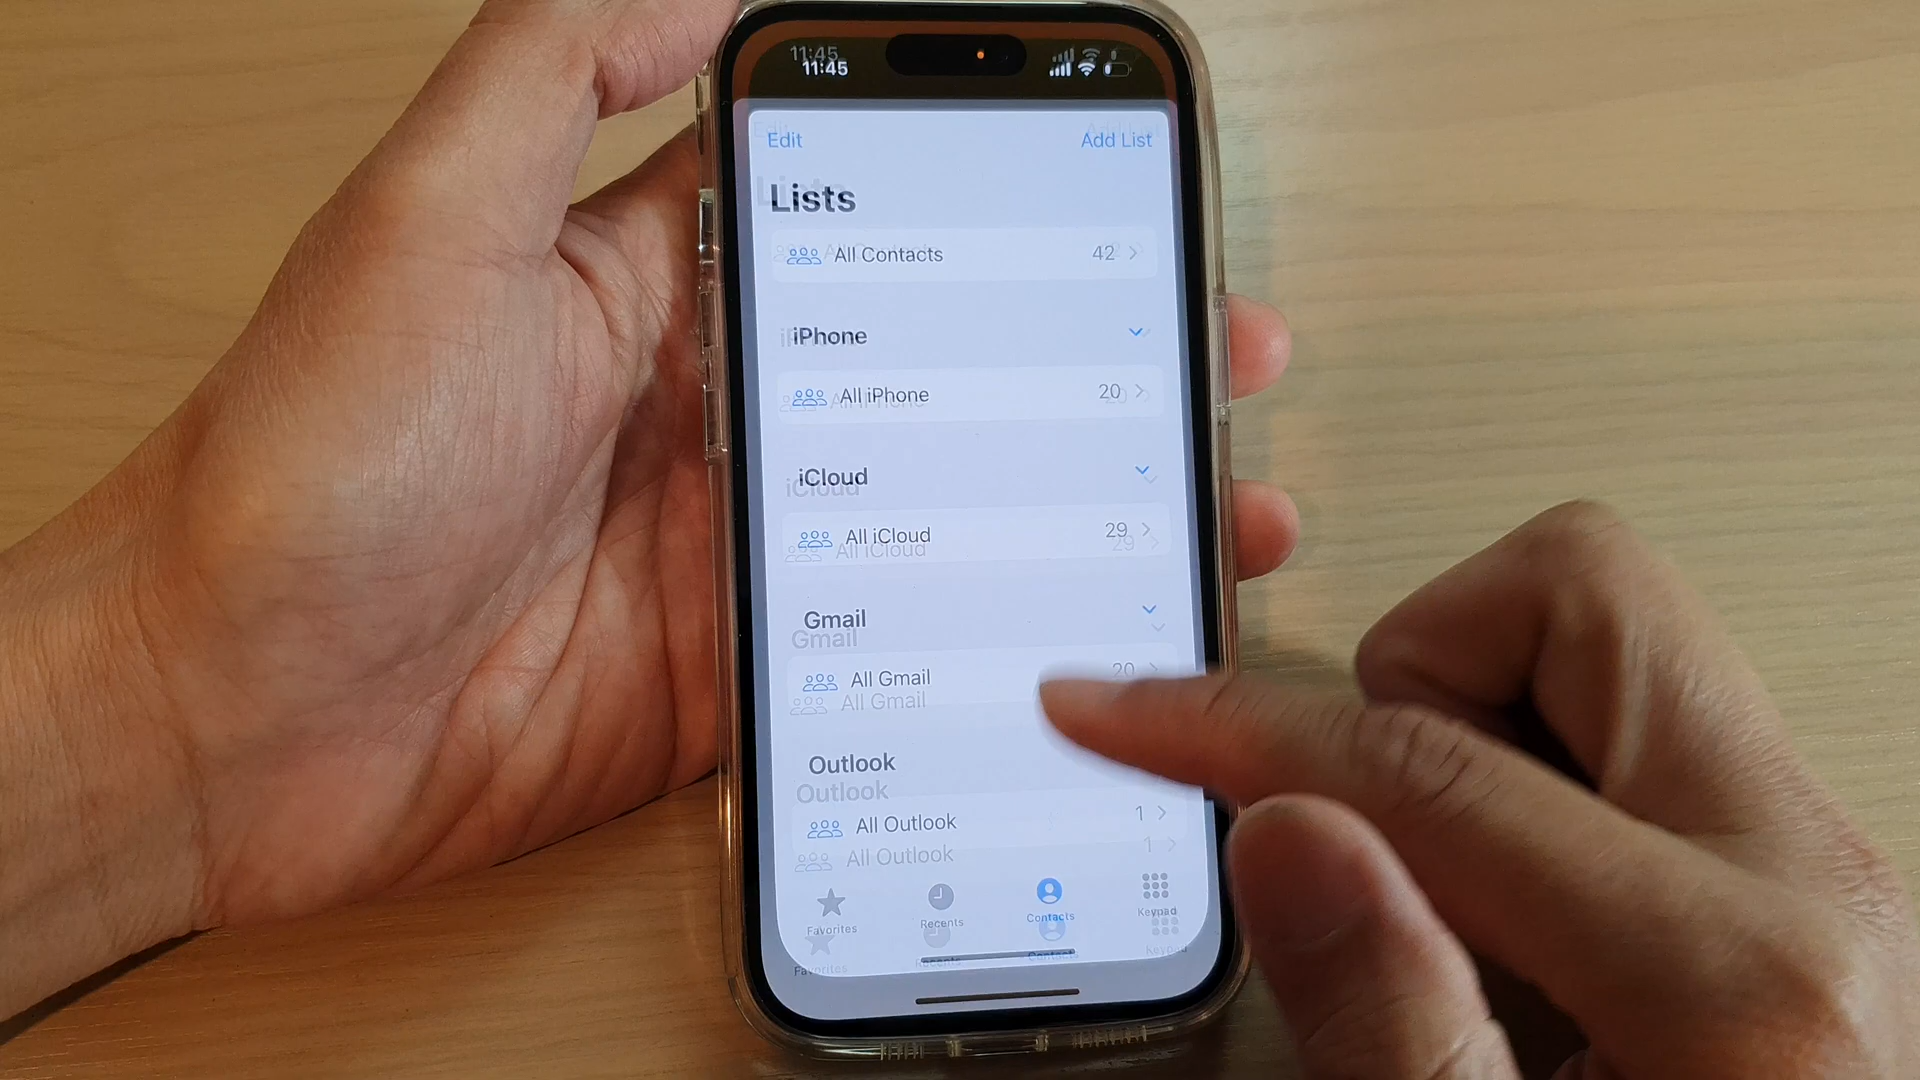 11:45
Edit Add List
Lists
All Contacts 42
iPhone
All iPhone 20
iCloud
All iCloud 29
Gmail
All Gmail 20
Outlook
All Outlook 1
Favorites Recents Contacts Keypad